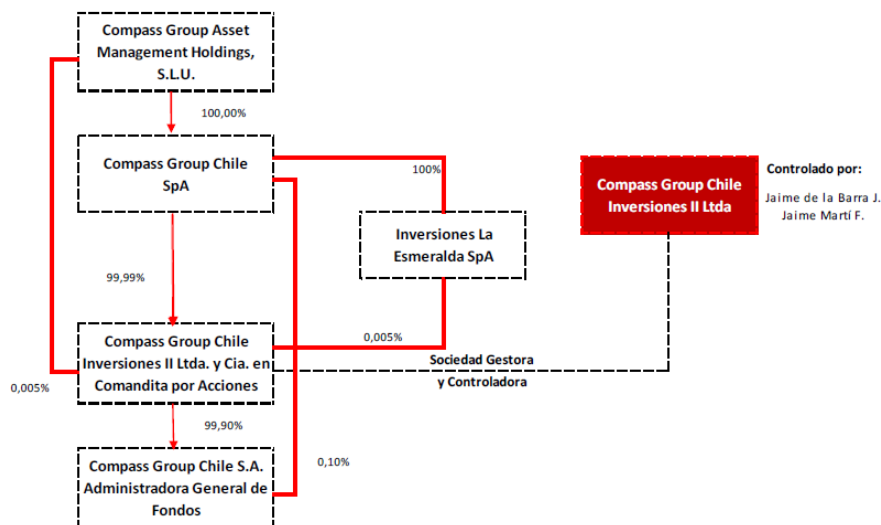 Compass Group Asset
Management Holdings,
S.L.U.
100,00%
Compass Group Chile
SpA
100%
Compass Group Chile
Inversiones II Ltda
Controlado por:
Jaime de la Barra J.
Jaime Martí F.
Inversiones La
Esmeralda SpA
99,99%
Compass Group Chile
Inversiones II Ltda. y Cia. en
Comandita por Acciones
0,005%
Sociedad Gestora
y Controladora
0,005%
99,90%
Compass Group Chile S.A.
Administradora General de
Fondos
0,10%